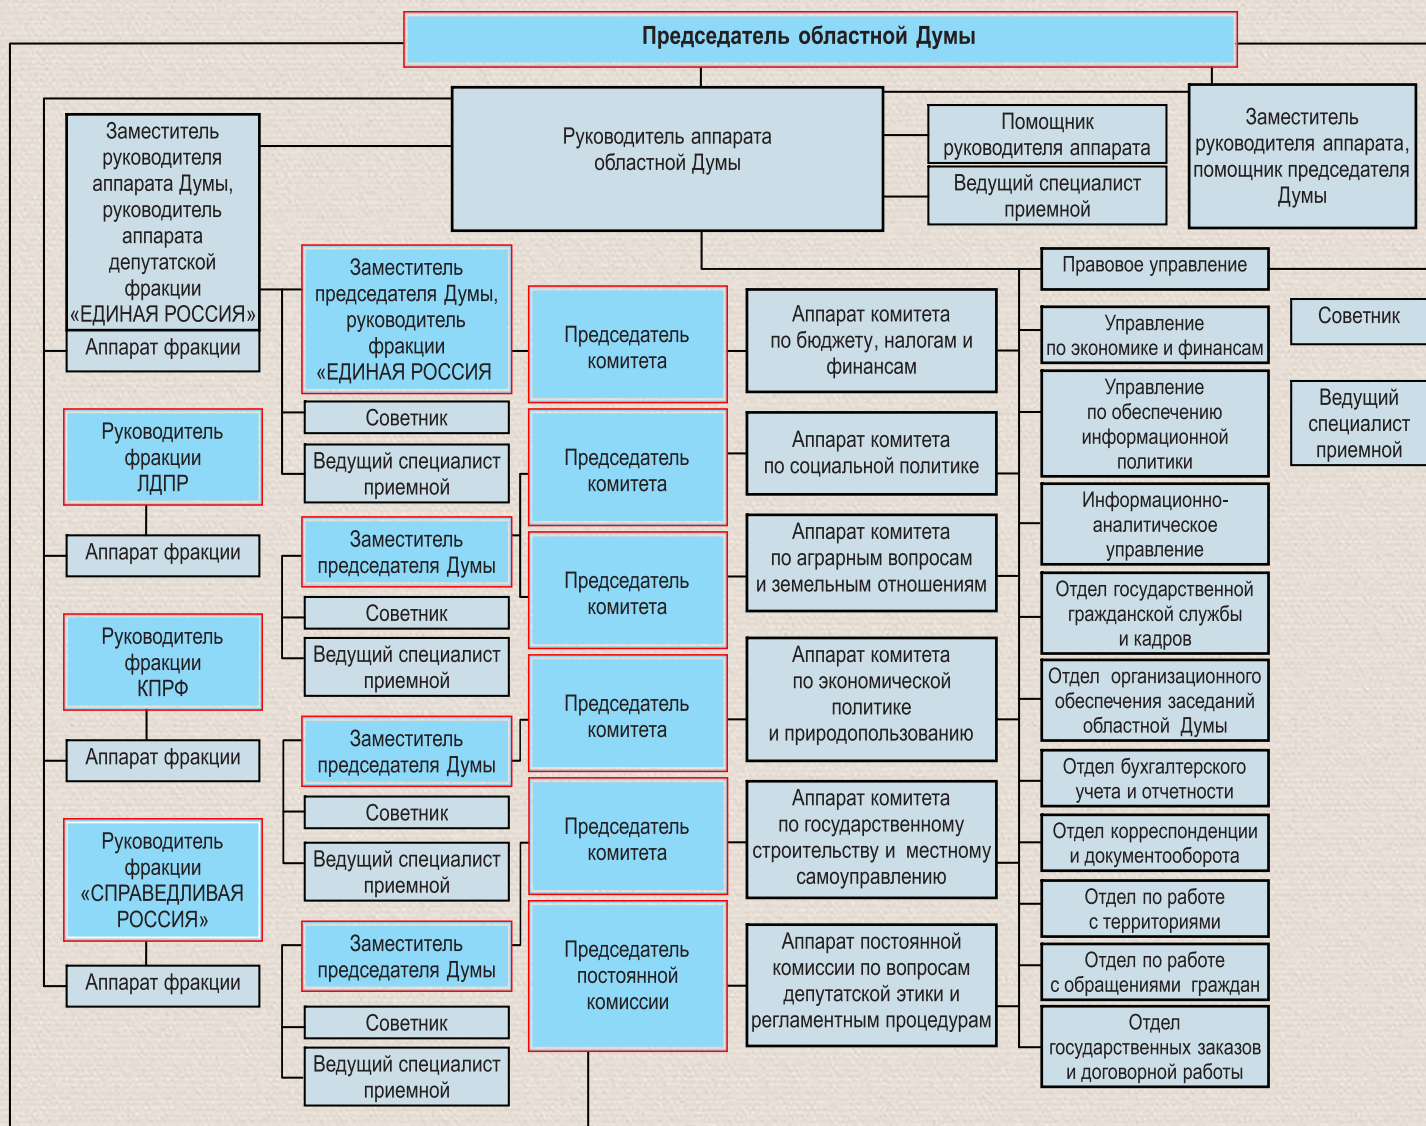 Председатель областной Думы
Руководитель аппарата
областной Думы
Помощник
руководителя аппарата
Ведущий специалист
приемной
Заместитель
руководителя аппарата,
помощник председателя
Думы
Заместитель
руководителя
аппарата Думы,
руководитель
аппарата
депутатской
фракции
«ЕДИНАЯ РОССИЯ»
Аппарат фракции
Руководитель
фракции
ЛДПР
Аппарат фракции
Руководитель
фракции
КПРФ
Аппарат фракции
Руководитель
фракции
«СПРАВЕДЛИВАЯ
РОССИЯ»
Аппарат фракции
Заместитель
председателя Думы,
руководитель
фракции
«ЕДИНАЯ РОССИЯ
Советник
Ведущий специалист
приемной
Заместитель
председателя Думы
Советник
Ведущий специалист
приемной
Заместитель
председателя Думы
Советник
Ведущий специалист
приемной
Заместитель
председателя Думы
Советник
Ведущий специалист
приемной
Председатель
комитета
Председатель
комитета
Председатель
комитета
Председатель
комитета
Председатель
комитета
Председатель
постоянной
комиссии
Аппарат комитета
по бюджету, налогам и
финансам
Аппарат комитета
по социальной политике
Аппарат комитета
по аграрным вопросам
и земельным отношениям
Аппарат комитета
по экономической
политике
и природопользованию
Аппарат комитета
по государственному
строительству и местному
самоуправлению
Аппарат постоянной
комиссии по вопросам
депутатской этики и
регламентным процедурам
Правовое управление
Управление
по экономике и финансам
Управление
по обеспечению
информационной
политики
Информационно-
аналитическое
управление
Отдел государственной
гражданской службы
и кадров
Отдел организационного
обеспечения заседаний
областной Думы
Отдел бухгалтерского
учета и отчетности
Отдел корреспонденции
и документооборота
Отдел по работе
с территориями
Отдел по работе
с обращениями граждан
Отдел
государственных заказов
и договорной работы
Советник
Ведущий
специалист
приемной